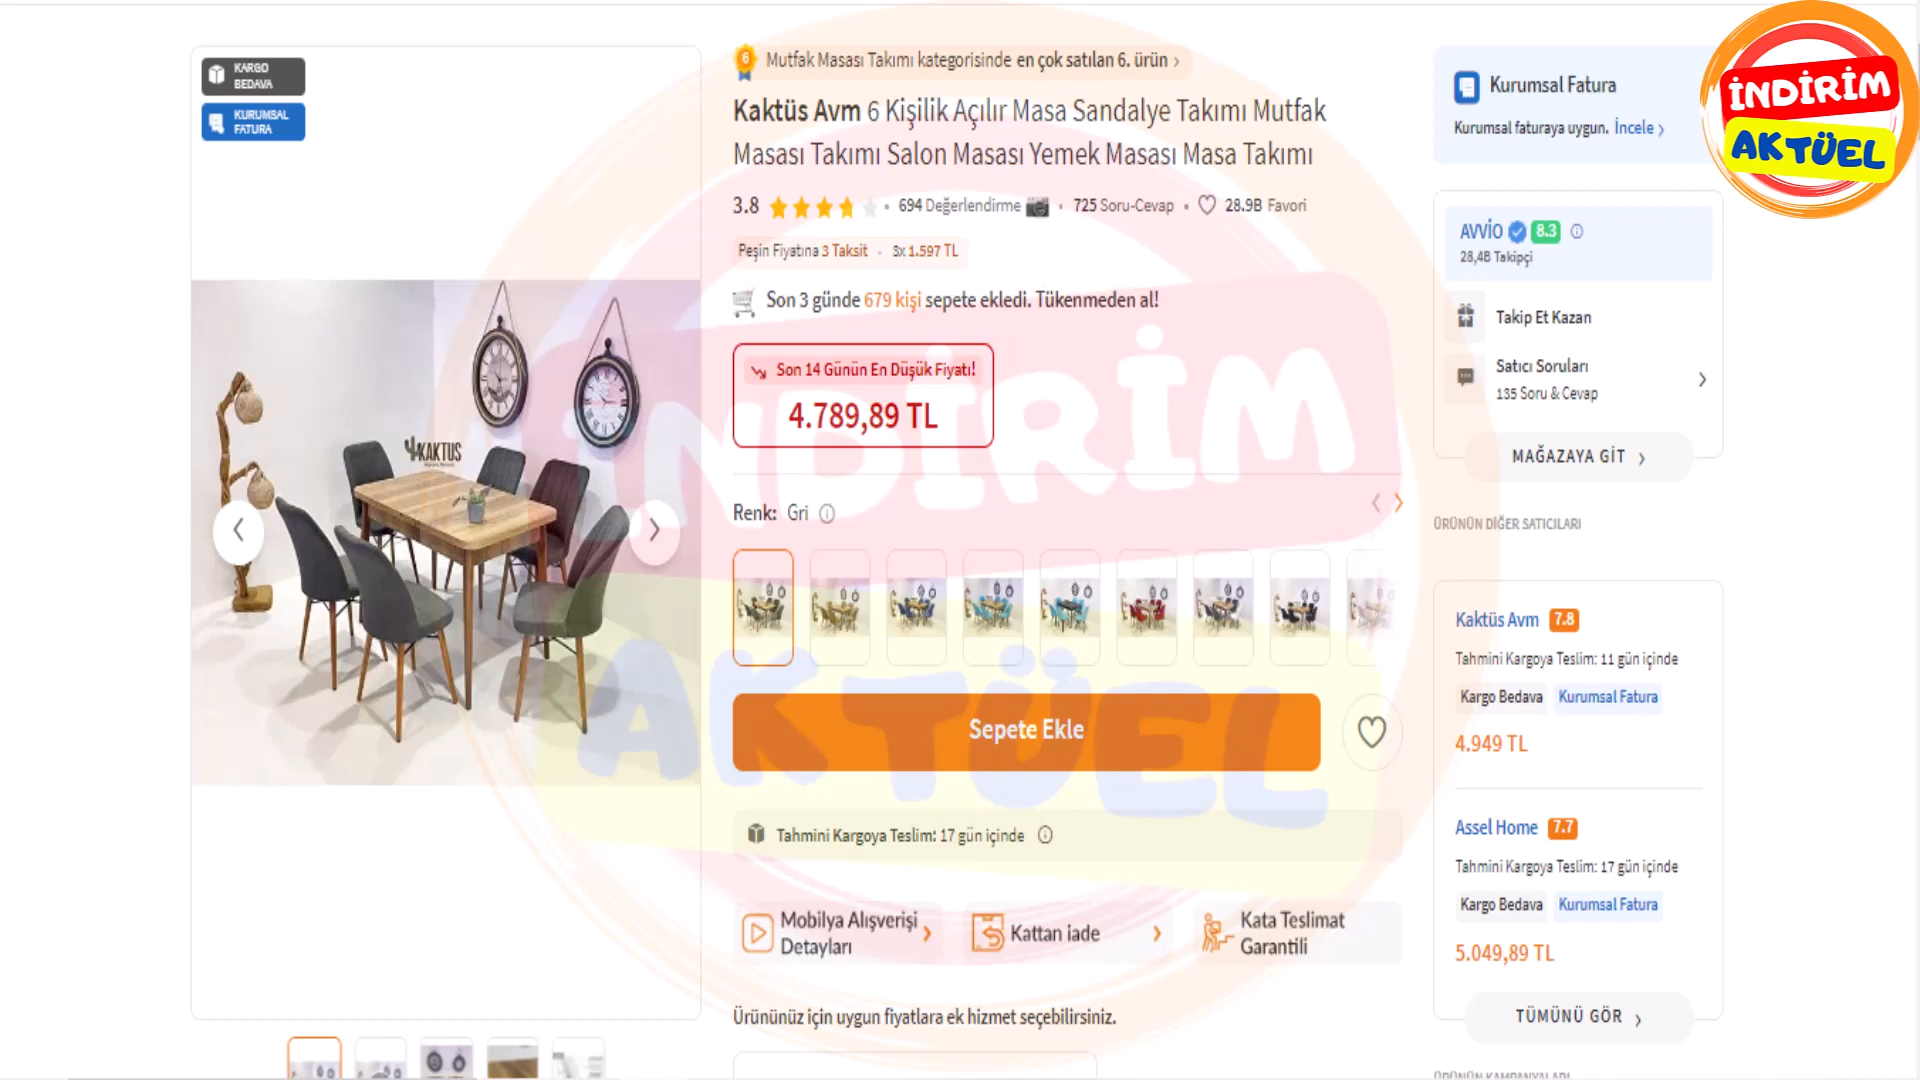 KARGO
BEDAVA
KURUMSAL
FATURA
KAKTUS
6
Mutfak Masası Takımı kategorisinde en çok satılan 6. ürün ›
Kaktüs Avm 6 Kişilik Açılır Masa Sandalye Takımı Mutfak
Masası Takımı Salon Masası Yemek Masası Masa Takımı
3.8 • 694 Değerlendirme • 725 Soru-Cevap • 28.9B Favori
Peşin Fiyatına 3 Taksit • 3x 1.597 TL
Son 3 günde 679 kişi sepete ekledi. Tükenmeden al!
Son 14 Günün En Düşük Fiyatı!
4.789,89 TL
Renk: Gri
Sepete Ekle
Tahmini Kargoya Teslim: 17 gün içinde
Mobilya Alışverişi
Detayları
Kattan iade
Kata Teslimat
Garantili
Ürününüz için uygun fiyatlara ek hizmet seçebilirsiniz.
İNDİRİM
AKTÜEL
Kurumsal Fatura
Kurumsal faturaya uygun. İncele ›
İNDİRİM
AKTÜEL
AVVİO 8.3
28,4B Takipçi
Takip Et Kazan
Satıcı Soruları
135 Soru & Cevap
MAĞAZAYA GİT ›
ÜRÜNÜN DİĞER SATICILARI
Kaktüs Avm 7.8
Tahmini Kargoya Teslim: 11 gün içinde
Kargo Bedava Kurumsal Fatura
4.949 TL
Assel Home 7.7
Tahmini Kargoya Teslim: 17 gün içinde
Kargo Bedava Kurumsal Fatura
5.049,89 TL
TÜMÜNÜ GÖR ›
ÜRÜNÜN KAMPANYALARI